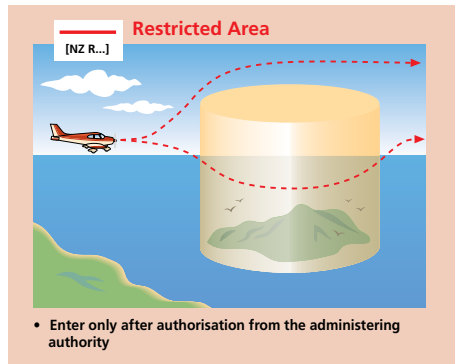 Restricted Area
[NZ R...]
• Enter only after authorisation from the administering
authority